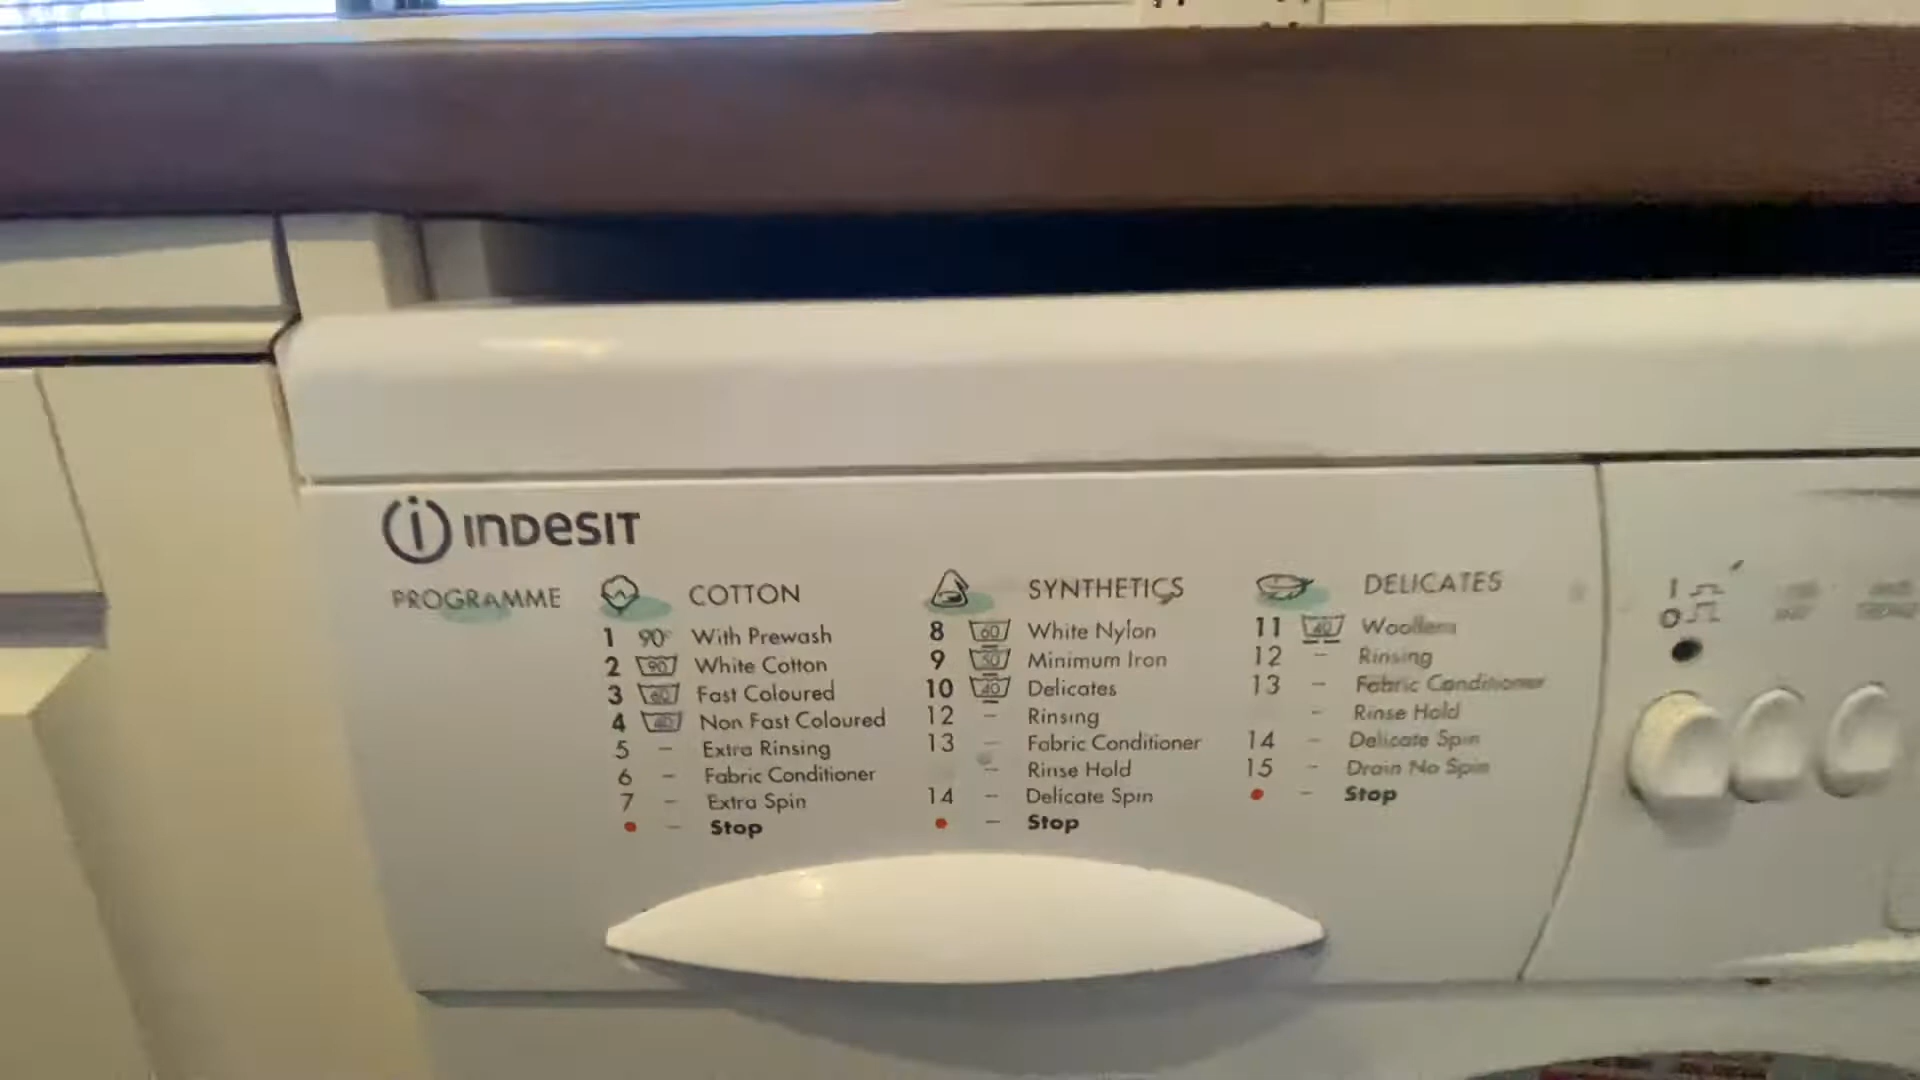 INDESIT
PROGRAMME
COTTON
1 90° With Prewash
2 90 White Cotton
3 60 Fast Coloured
4 40 Non Fast Coloured
5 – Extra Rinsing
6 – Fabric Conditioner
7 – Extra Spin
• – Stop
SYNTHETICS
8 60 White Nylon
9 50 Minimum Iron
10 40 Delicates
12 – Rinsing
13 – Fabric Conditioner
– Rinse Hold
14 – Delicate Spin
• – Stop
DELICATES
11 40 Woollens
12 – Rinsing
13 – Fabric Conditioner
– Rinse Hold
14 – Delicate Spin
15 – Drain No Spin
• – Stop
I
O